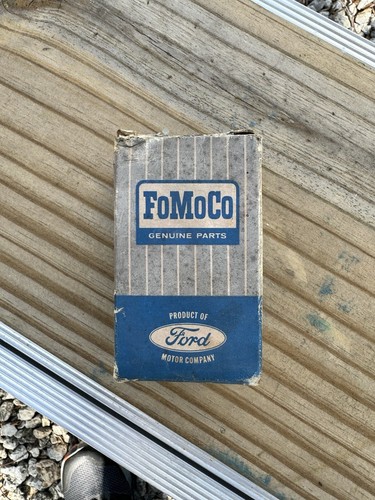 FoMoCo
GENUINE PARTS
PRODUCT OF
Ford
MOTOR COMPANY